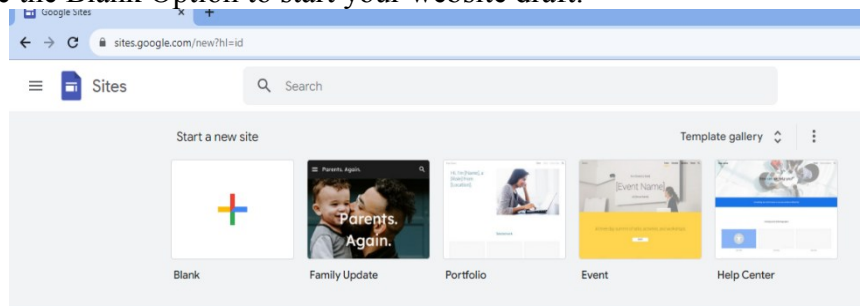 e the Blank Option to start your website draft.
Google Sites
sites.google.com/new?hl=id
Sites
Search
Start a new site
Template gallery
Parents. Again.
Parents.
Again.
[Event Name]
Blank
Family Update
Portfolio
Event
Help Center